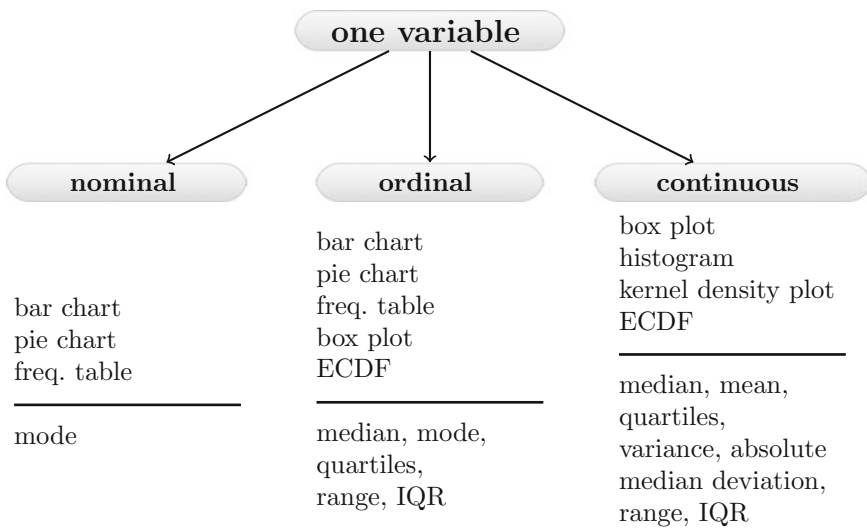 one variable
nominal
bar chart
pie chart
freq. table
mode
ordinal
bar chart
pie chart
freq. table
box plot
ECDF
median, mode,
quartiles,
range, IQR
continuous
box plot
histogram
kernel density plot
ECDF
median, mean,
quartiles,
variance, absolute
median deviation,
range, IQR